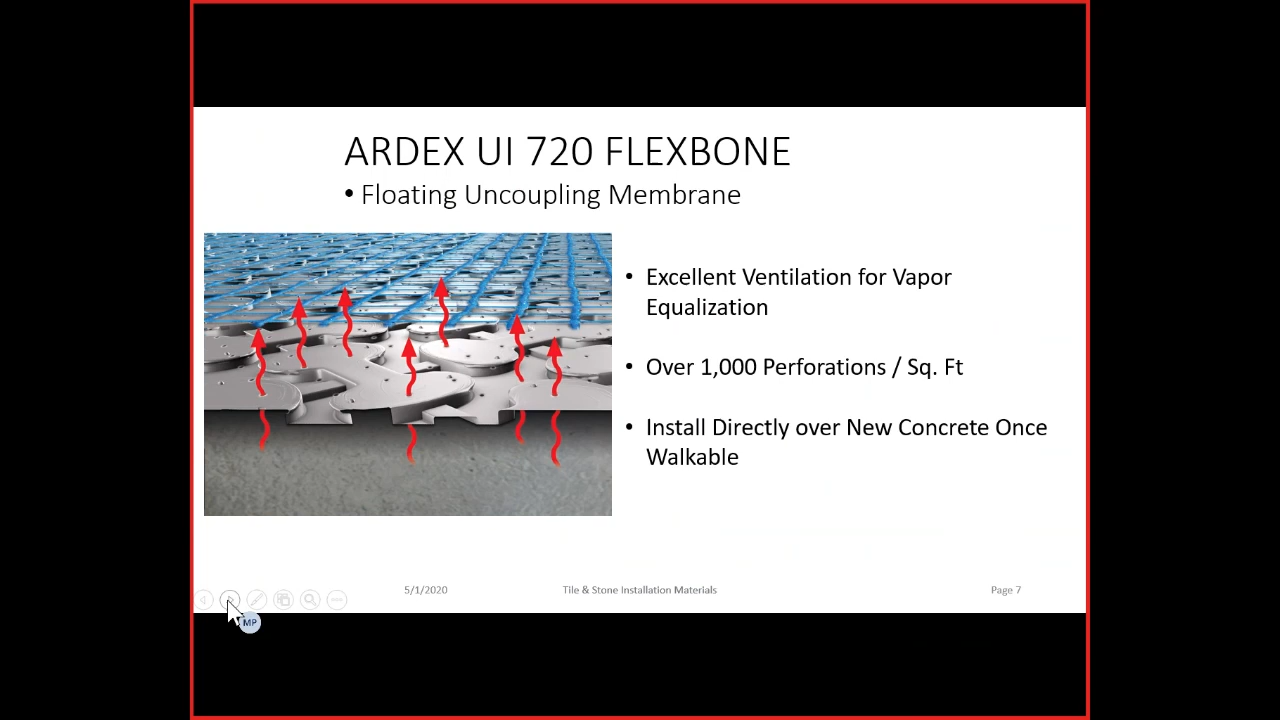 ARDEX UI 720 FLEXBONE
• Floating Uncoupling Membrane
• Excellent Ventilation for Vapor
Equalization
• Over 1,000 Perforations / Sq. Ft
• Install Directly over New Concrete Once
Walkable
5/1/2020
Tile & Stone Installation Materials
Page 7
MP